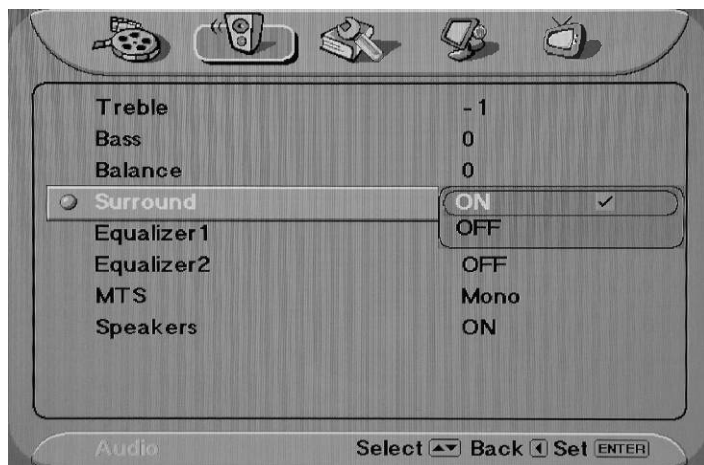 Treble -1
Bass 0
Balance 0
Surround ON
Equalizer1 OFF
Equalizer2 OFF
MTS Mono
Speakers ON
Audio Select Back Set ENTER